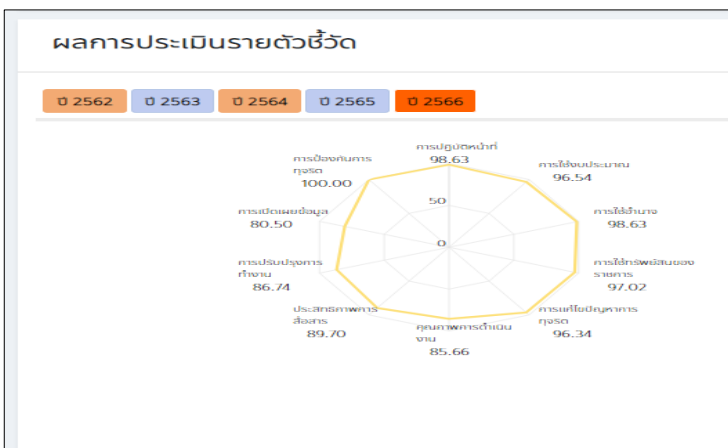 ผลการประเมินรายตัวชี้วัด
ปี 2562 ปี 2563 ปี 2564 ปี 2565 ปี 2566
การปฏิบัติหน้าที่
98.63
การใช้งบประมาณ
96.54
การใช้อำนาจ
98.63
การใช้ทรัพย์สินของ
ราชการ
97.02
การแก้ไขปัญหาการ
ทุจริต
96.34
คุณภาพการดำเนิน
งาน
85.66
ประสิทธิภาพการ
สื่อสาร
89.70
การปรับปรุงการ
ทำงาน
86.74
การเปิดเผยข้อมูล
80.50
การป้องกันการ
ทุจริต
100.00
50
0